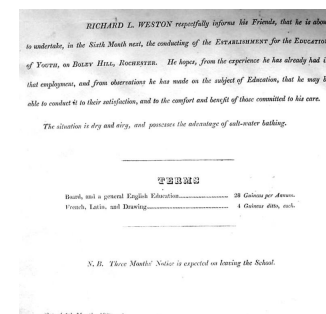 RICHARD L. WESTON respectfully informs his Friends, that he is
to undertake, in the Sixth Month next, the conducting of the ESTABLISHMENT for the
of YOUTH, on BOLEY HILL, ROCHESTER. He hopes, from the experience he has already had
that employment, and from observations he has made on the subject of Education, that he may
able to conduct it to their satisfaction, and to the comfort and benefit of those committed to his care.
The situation is dry and airy, and possesses the advantage of salt-water bathing.
TERMS
Board, and a general English Education 28 Guineas per Annum.
French, Latin, and Drawing 4 Guineas ditto, each.
N. B. Three Months' Notice is expected on leaving the School.